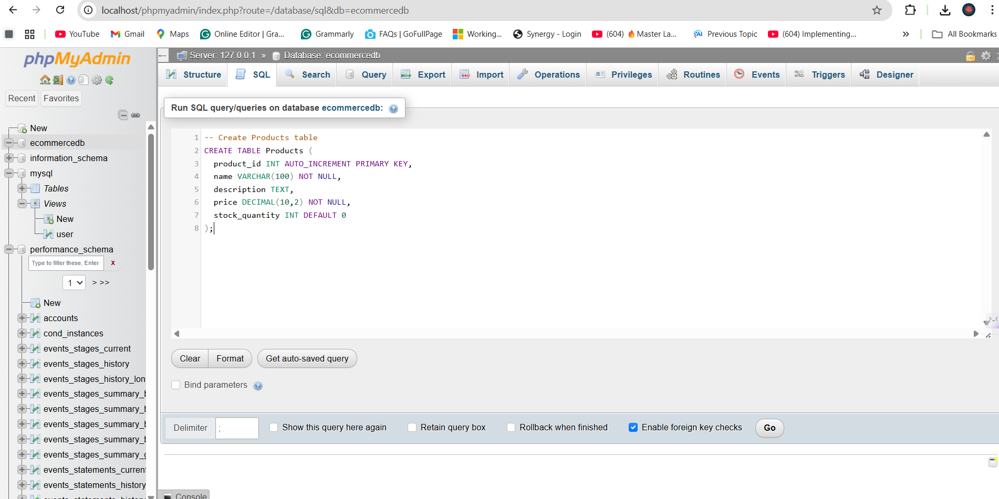 localhost/phpmyadmin/index.php?route=/database/sql&db=ecommercedb
YouTube
Gmail
Maps
Online Editor | Gra...
Grammarly
FAQs | GoFullPage
Working...
Synergy - Login
(604) 🔥 Master La...
Previous Topic
(604) Implementing...
»
All Bookmarks
phpMyAdmin
Recent
Favorites
New
ecommercedb
information_schema
mysql
Tables
Views
New
user
performance_schema
Type to filter these, Enter
X
1
> >>
New
accounts
cond_instances
events_stages_current
events_stages_history
events_stages_history_lon
events_stages_summary_b
events_stages_summary_b
events_stages_summary_b
events_stages_summary_b
events_stages_summary_g
events_statements_curren
events_statements_history
Server: 127.0.0.1 » Database: ecommercedb
Structure
SQL
Search
Query
Export
Import
Operations
Privileges
Routines
Events
Triggers
Designer
Run SQL query/queries on database ecommercedb:
1 -- Create Products table
2 CREATE TABLE Products (
3 product_id INT AUTO_INCREMENT PRIMARY KEY,
4 name VARCHAR(100) NOT NULL,
5 description TEXT,
6 price DECIMAL(10,2) NOT NULL,
7 stock_quantity INT DEFAULT 0
8 );
Clear
Format
Get auto-saved query
Bind parameters
Delimiter
;
Show this query here again
Retain query box
Rollback when finished
Enable foreign key checks
Go
Console